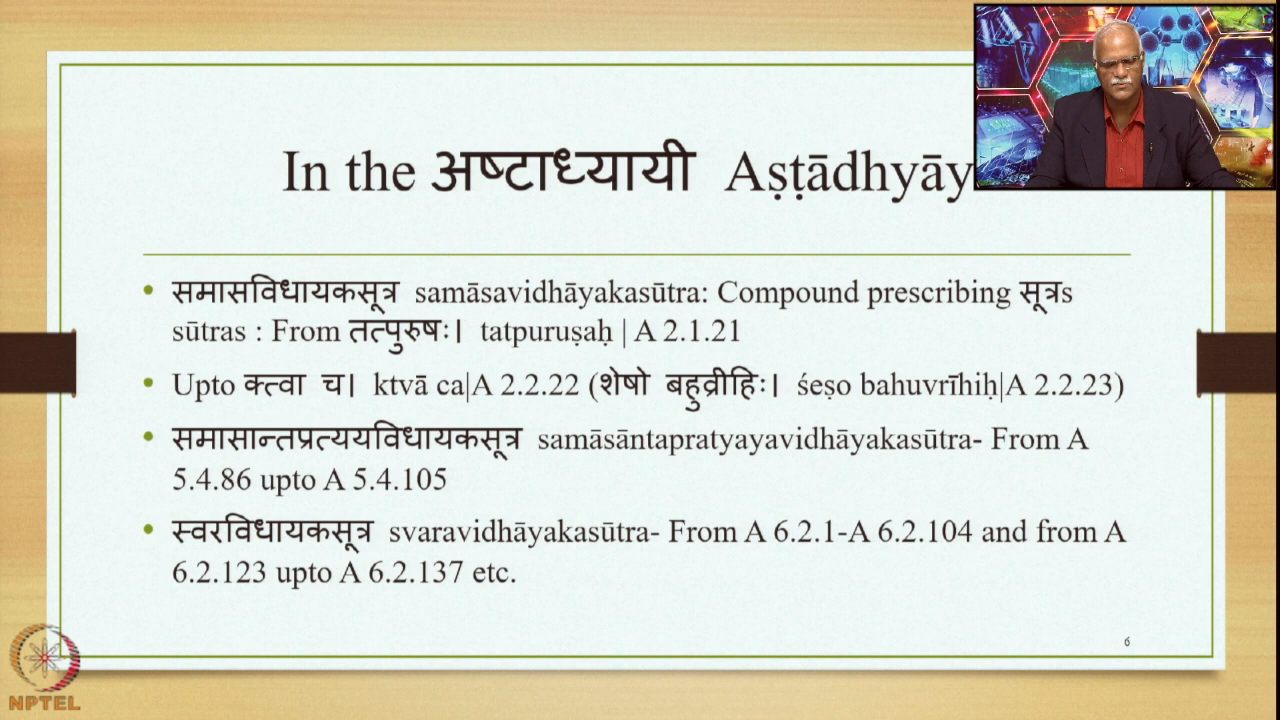 In the अष्टाध्यायी Aṣṭādhyāy
समासविधायकसूत्र samāsavidhāyakasūtra: Compound prescribing सूत्रs
sūtras : From तत्पुरुषः। tatpuruṣaḥ | A 2.1.21
Upto क्त्वा च। ktvā ca|A 2.2.22 (शेषो बहुव्रीहिः। śeṣo bahuvrīhiḥ|A 2.2.23)
समासान्तप्रत्ययविधायकसूत्र samāsāntapratyayavidhāyakasūtra- From A
5.4.86 upto A 5.4.105
स्वरविधायकसूत्र svaravidhāyakasūtra- From A 6.2.1-A 6.2.104 and from A
6.2.123 upto A 6.2.137 etc.
६
NPTEL